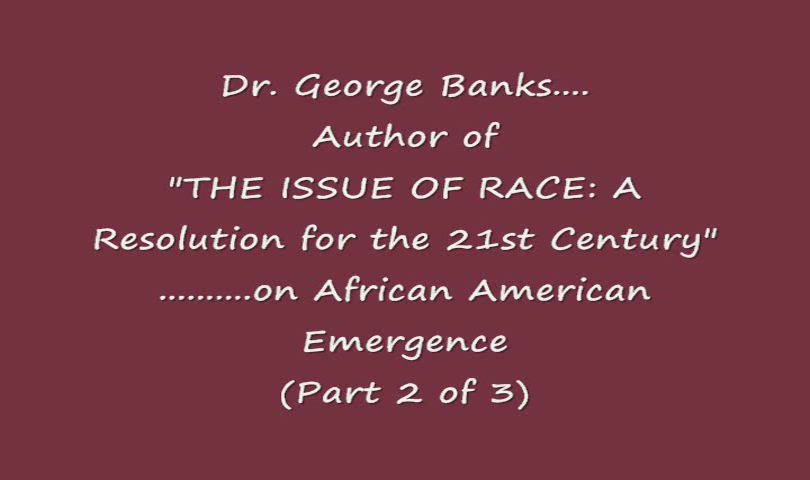 Dr. George Banks....
Author of
"THE ISSUE OF RACE: A
Resolution for the 21st Century"
..........on African American
Emergence
(Part 2 of 3)